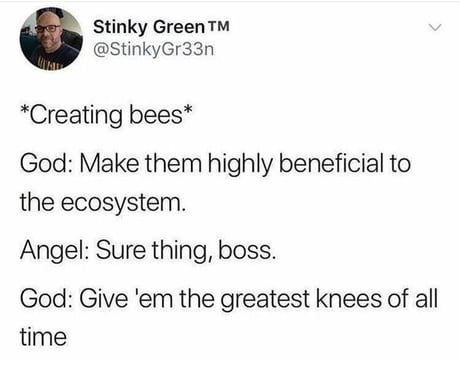 Stinky Green TM
@StinkyGr33n
*Creating bees*
God: Make them highly beneficial to
the ecosystem.
Angel: Sure thing, boss.
God: Give 'em the greatest knees of all
time